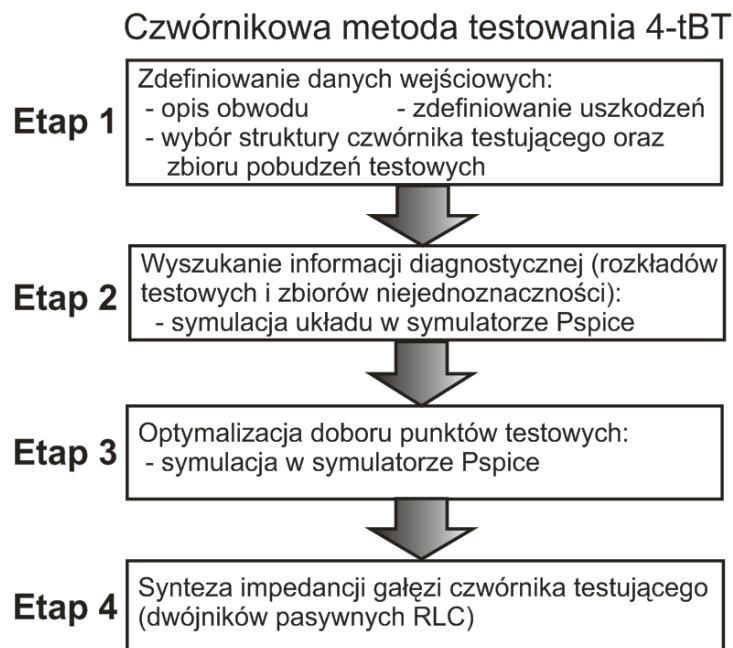 Czwórnikowa metoda testowania 4-tBT
Etap 1
Zdefiniowanie danych wejściowych:
- opis obwodu - zdefiniowanie uszkodzeń
- wybór struktury czwórnika testującego oraz
zbioru pobudzeń testowych
Etap 2
Wyszukanie informacji diagnostycznej (rozkładów
testowych i zbiorów niejednoznaczności):
- symulacja układu w symulatorze Pspice
Etap 3
Optymalizacja doboru punktów testowych:
- symulacja w symulatorze Pspice
Etap 4
Synteza impedancji gałęzi czwórnika testującego
(dwójników pasywnych RLC)